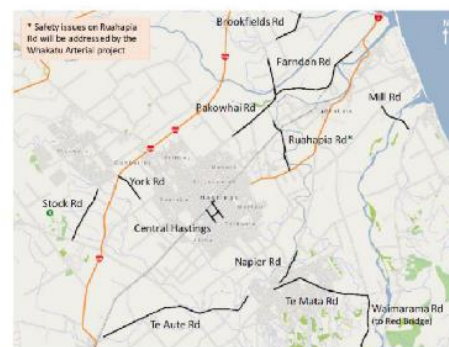 * Safety issues on Ruahapia
Rd will be addressed by the
Whakatu Arterial project
Brookfields Rd
N
Farndon Rd
Pakowhai Rd
Mill Rd
Ruahapia Rd*
York Rd
Stock Rd
HASTINGS
Central Hastings
Napier Rd
Te Mata Rd
Waimarama Rd
(to Red Bridge)
Te Aute Rd